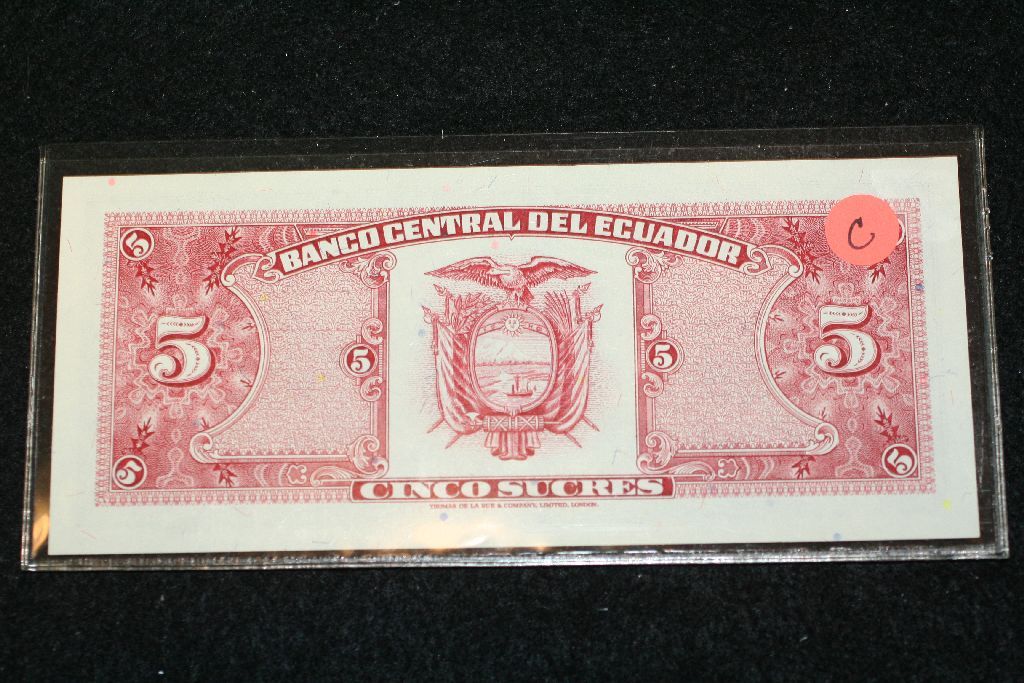 BANCO CENTRAL DEL ECUADOR
C
5
5
5
5
5
5
5
CINCO SUCRES
THOMAS DE LA RUE & COMPANY, LIMITED, LONDON.